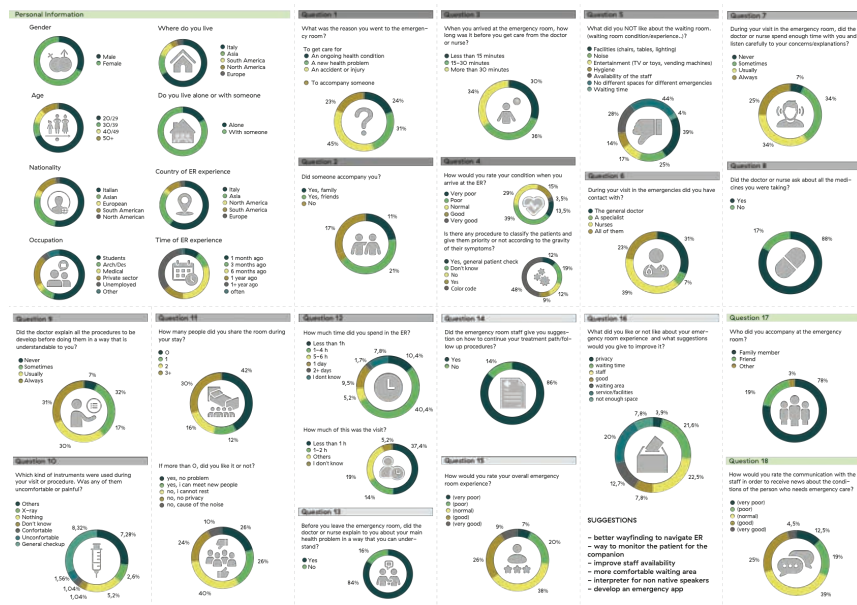 Personal Information
Gender
Male
Female
Where do you live
Italy
Asia
South America
North America
Europe
Age
20/29
30/39
40/49
50+
Do you live alone or with someone
Alone
With someone
Nationality
Italian
Asian
European
South American
North American
Country of ER experience
Italy
Asia
North America
South America
Europe
Occupation
Students
Arch/Des
Medical
Private sector
Unemployed
Other
Time of ER experience
1 month ago
3 months ago
6 months ago
1 year ago
1+ year ago
often
Question 1
What was the reason you went to the emergen-
cy room?
To get care for
An ongoing health condition
A new health problem
An accident or injury
To accompany someone
23%
24%
31%
45%
Question 2
Did someone accompany you?
Yes, family
Yes, friends
No
17%
11%
21%
Question 3
When you arrived at the emergency room, how
long was it before you get care from the doctor
or nurse?
Less than 15 minutes
15-30 minutes
More than 30 minutes
30%
34%
36%
Question 4
How would you rate your condition when you
arrive at the ER?
Very poor
Poor
Normal
Good
Very good
15%
29%
3,5%
13,5%
39%
Is there any procedure to classify the patients and
give them priority or not according to the gravity
of their symptoms?
Yes, general patient check
Don't know
No
Yes
Color code
12%
19%
48%
12%
9%
Question 5
What did you NOT like about the waiting room.
(waiting room condition/experience..)?
Facilities (chairs, tables, lighting)
Noise
Entertainment (TV or toys, vending machines)
Hygiene
Availability of the staff
No different spaces for different emergencies
Waiting time
44%
4%
28%
39%
14%
17%
25%
Question 6
During your visit in the emergencies did you have
contact with?
The general doctor
A specialist
Nurses
All of them
23%
31%
39%
7%
Question 7
During your visit in the emergency room, did the
doctor or nurse spend enough time with you and
listen carefully to your concerns/explanations?
Never
Sometimes
Usually
Always
7%
25%
34%
34%
Question 8
Did the doctor or nurse ask about all the medi-
cines you were taking?
Yes
No
17%
88%
Question 9
Did the doctor explain all the procedures to be
develop before doing them in a way that is
understandable to you?
Never
Sometimes
Usually
Always
7%
32%
31%
17%
30%
Question 10
Which kind of instruments were used during
your visit or procedure. Was any of them
uncomfortable or painful?
Others
X-ray
Nothing
Don't know
Confortable
Unconfortable
General checkup
8,32%
7,28%
1,56%
2,6%
1,04%
1,04%
5,2%
Question 11
How many people did you share the room during
your stay?
0
1
2
3+
42%
30%
16%
12%
If more than 0, did you like it or not?
yes, no problem
yes, i can meet new people
no, I cannot rest
no, no privacy
no, cause of the noise
10%
26%
24%
26%
40%
Question 12
How much time did you spend in the ER?
Less than 1h
1-4 h
5-6 h
1 day
2+ days
I dont know
7,8%
10,4%
1,7%
9,5%
5,2%
40,4%
How much of this was the visit?
Less than 1 h
1-2 h
Others
I don't know
5,2%
37,4%
19%
14%
Question 13
Before you leave the emergency room, did the
doctor or nurse explain to you about your main
health problem in a way that you can under-
stand?
Yes
No
16%
84%
Question 14
Did the emergency room staff give you sugges-
tion on how to continue your treatment path/fol-
low up procedures?
Yes
No
14%
86%
Question 15
How would you rate your overall emergency
room experience?
(very poor)
(poor)
(normal)
(good)
(very good)
9%
7%
20%
26%
38%
Question 16
What did you like or not like about your emer-
gency room experience and what suggestions
would you give to improve it?
privacy
waiting time
staff
good
waiting area
service/facilities
not enough space
7,8%
3,9%
21,6%
20%
22,5%
12,7%
7,8%
SUGGESTIONS
– better wayfinding to navigate ER
– way to monitor the patient for the
companion
– improve staff availability
– more comfortable waiting area
– interpreter for non native speakers
– develop an emergency app
Question 17
Who did you accompany at the emergency
room?
Family member
Friend
Other
3%
78%
19%
Question 18
How would you rate the communication with the
staff in order to receive news about the condi-
tions of the person who needs emergency care?
(very poor)
(poor)
(normal)
(good)
(very good)
4,5%
12,5%
19%
25%
39%